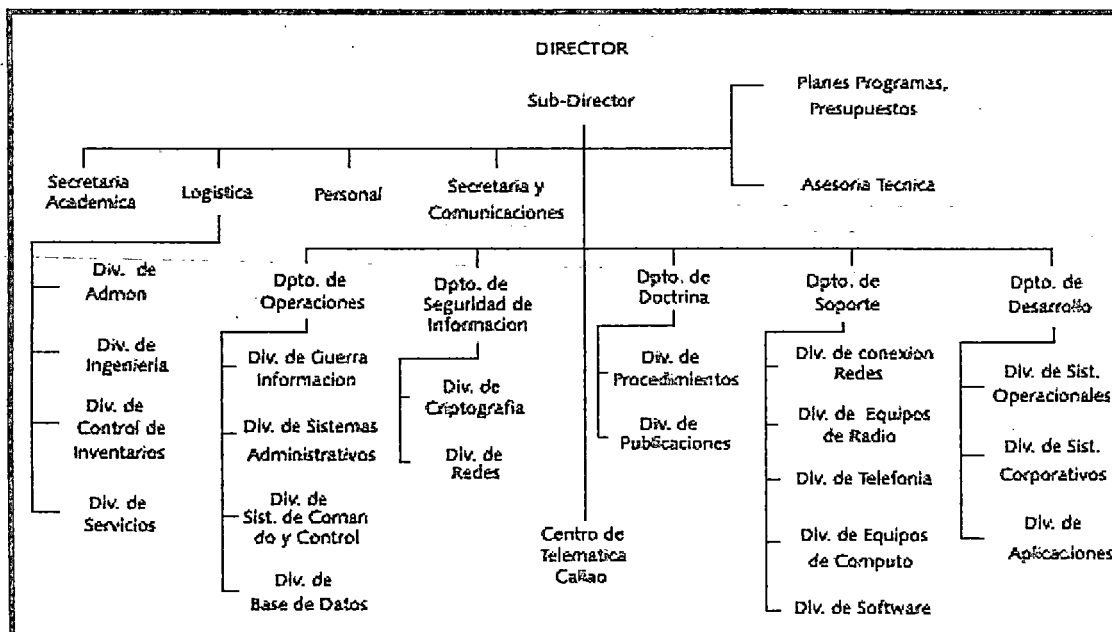 DIRECTOR
Sub-Director
Planes Programas,
Presupuestos
Asesoria Tecnica
Secretaria
Academica
Logistica
Personal
Secretaria y
Comunicaciones
Div. de
Admon
Div. de
Ingenieria
Div. de
Control de
Inventarios
Div. de
Servicios
Dpto. de
Operaciones
Div. de Guerra
Informacion
Div. de Sistemas
Administrativos
Div. de
Sist. de Coman
do y Control
Div. de
Base de Datos
Dpto. de
Seguridad de
Informacion
Div. de
Criptografia
Div. de
Redes
Centro de
Telematica
Callao
Dpto. de
Doctrina
Div. de
Procedimientos
Div. de
Publicaciones
Dpto. de
Soporte
Div. de conexion
Redes
Div. de Equipos
de Radio
Div. de Telefonia
Div. de Equipos
de Computo
Div. de Software
Dpto. de
Desarrollo
Div. de Sist.
Operacionales
Div. de Sist.
Corporativos
Div. de
Aplicaciones